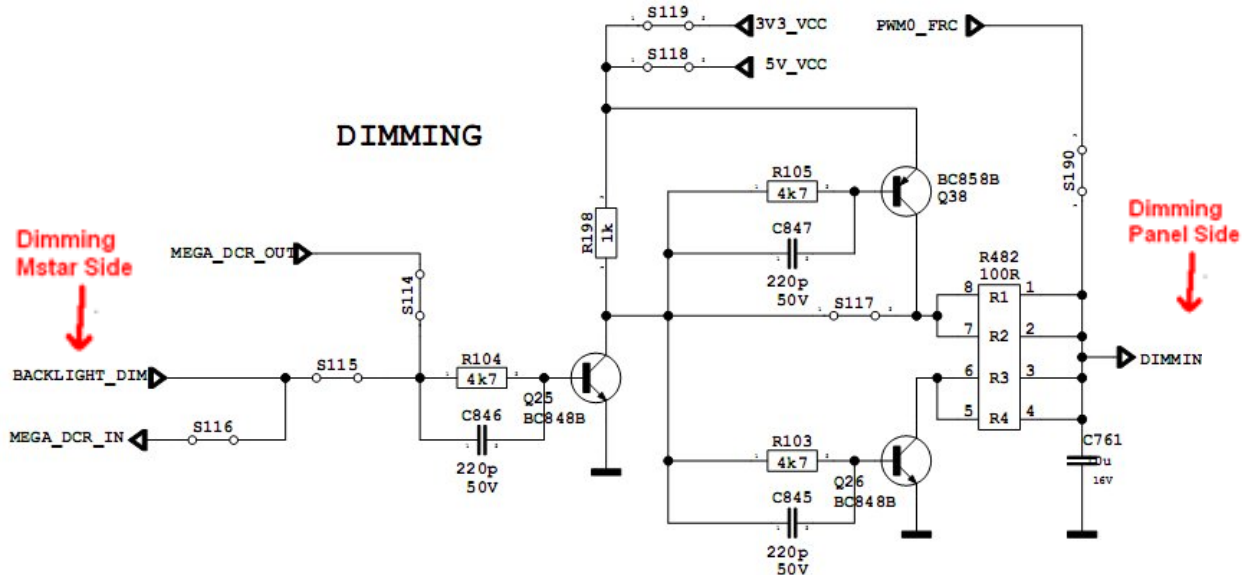 S119
3V3_VCC
PWM0_FRC
S118
5V_VCC
DIMMING
S190
R105
4k7
BC858B
Q38
R198
1k
C847
220p
50V
Dimming
Mstar Side
Dimming
Panel Side
MEGA_DCR_OUT
S114
S117
R482
100R
8 R1 1
7 R2 2
6 R3 3
5 R4 4
DIMMIN
BACKLIGHT_DIM
S115
R104
4k7
Q25
BC848B
MEGA_DCR_IN
S116
C846
220p
50V
R103
4k7
Q26
BC848B
C845
220p
50V
C761
16V